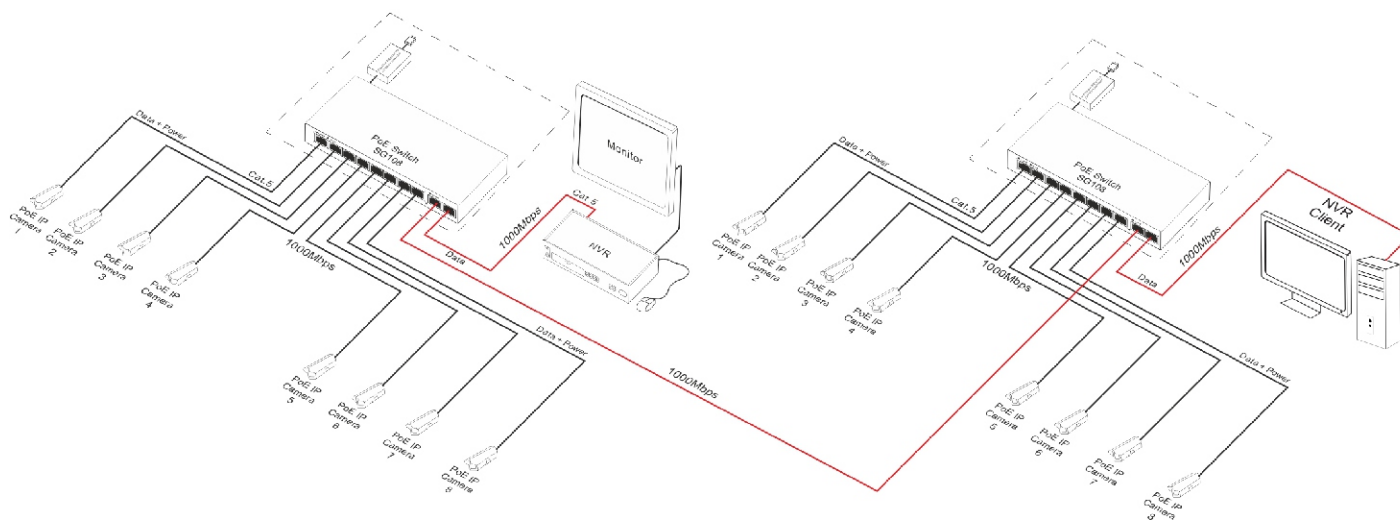 Data + Power
Cat.5
PoE Switch
SG108
Monitor
Cat.5
1000Mbps
Data
NVR
PoE IP
Camera
1
PoE IP
Camera
2
PoE IP
Camera
3
PoE IP
Camera
4
1000Mbps
Data + Power
PoE IP
Camera
5
PoE IP
Camera
6
PoE IP
Camera
7
PoE IP
Camera
8
1000Mbps
Data + Power
Cat.5
PoE Switch
SG108
NVR
Client
1000Mbps
Data
PoE IP
Camera
1
PoE IP
Camera
2
PoE IP
Camera
3
PoE IP
Camera
4
1000Mbps
Data + Power
PoE IP
Camera
5
PoE IP
Camera
6
PoE IP
Camera
7
PoE IP
Camera
8